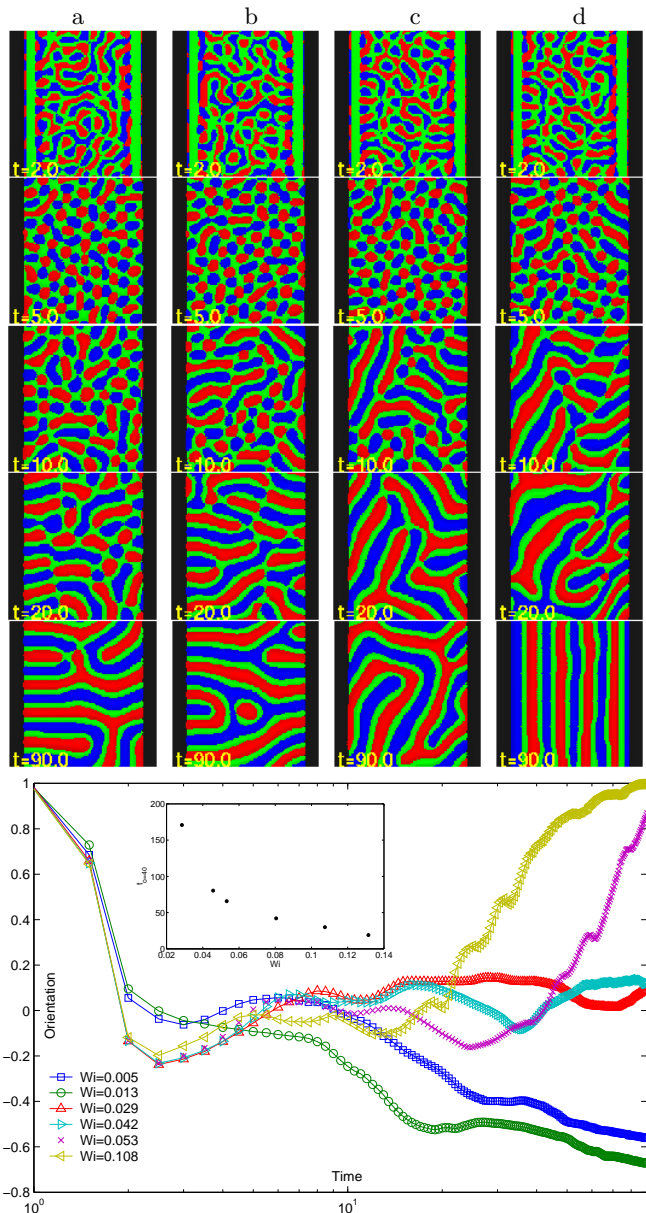 a b c d
t=2.0 t=2.0 t=2.0 t=2.0
t=5.0 t=5.0 t=5.0 t=5.0
t=10.0 t=10.0 t=10.0 t=10.0
t=20.0 t=20.0 t=20.0 t=20.0
t=90.0 t=90.0 t=90.0 t=90.0
1
0.8
0.6
0.4
0.2
0
−0.2
−0.4
−0.6
−0.8
Orientation
200
150
100
50
0
t_{o=40}
0.02 0.04 0.06 0.08 0.1 0.12 0.14
Wi
Wi=0.005
Wi=0.013
Wi=0.029
Wi=0.042
Wi=0.053
Wi=0.108
Time
10^0 10^1